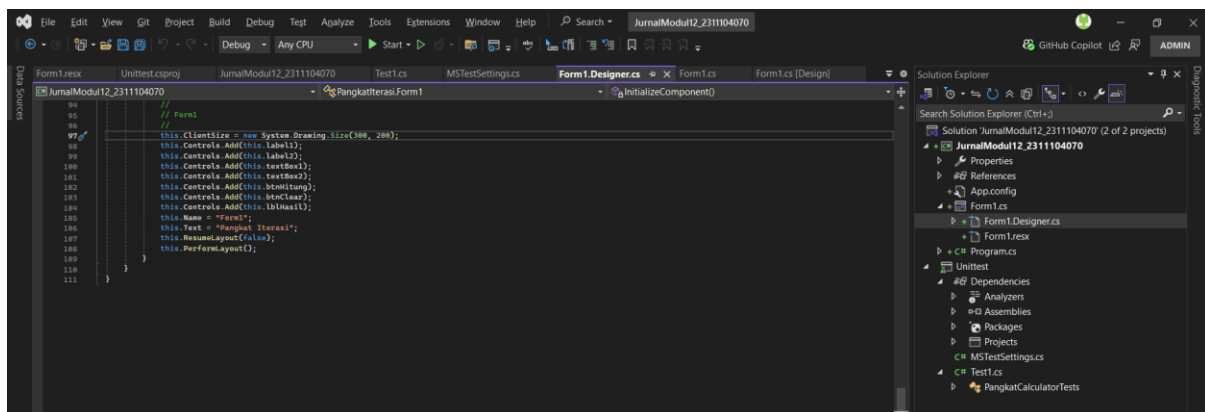 File Edit View Git Project Build Debug Test Analyze Tools Extensions Window Help Search JurnalModul12_2311104070
Debug Any CPU Start GitHub Copilot ADMIN
Data Sources
Form1.resx Unittest.csproj JurnalModul12_2311104070 Test1.cs MSTestSettings.cs Form1.Designer.cs Form1.cs Form1.cs [Design]
JurnalModul12_2311104070 PangkatIterasi.Form1 InitializeComponent()
94 //
95 // Form1
96 //
97 this.ClientSize = new System.Drawing.Size(300, 200);
98 this.Controls.Add(this.label1);
99 this.Controls.Add(this.label2);
100 this.Controls.Add(this.textBox1);
101 this.Controls.Add(this.textBox2);
102 this.Controls.Add(this.btnHitung);
103 this.Controls.Add(this.btnClear);
104 this.Controls.Add(this.lblHasil);
105 this.Name = "Form1";
106 this.Text = "Pangkat Iterasi";
107 this.ResumeLayout(false);
108 this.PerformLayout();
109 }
110 }
111 }
Solution Explorer
Search Solution Explorer (Ctrl+;)
Solution 'JurnalModul12_2311104070' (2 of 2 projects)
JurnalModul12_2311104070
Properties
References
App.config
Form1.cs
Form1.Designer.cs
Form1.resx
C# Program.cs
Unittest
Dependencies
Analyzers
Assemblies
Packages
Projects
C# MSTestSettings.cs
C# Test1.cs
PangkatCalculatorTests
Diagnostic Tools